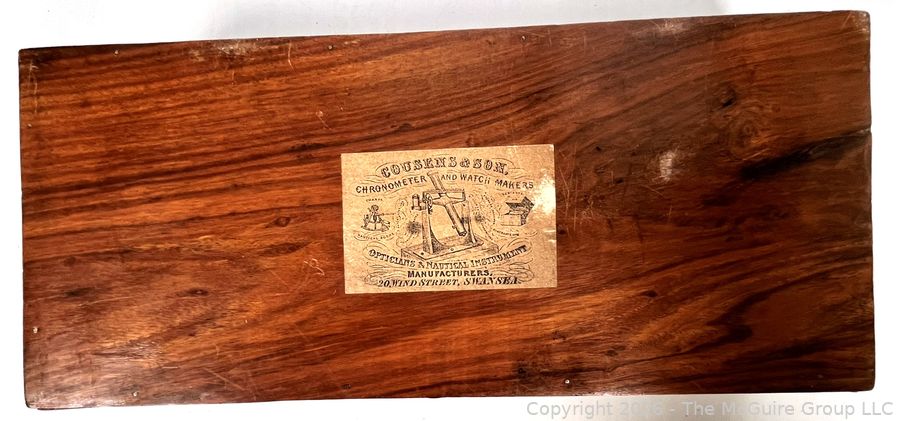 COUSENS & SON,
CHRONOMETER AND WATCH MAKERS
OPTICIANS & NAUTICAL INSTRUMENT
MANUFACTURERS,
20, WIND STREET, SWANSEA.
Copyright © 2026 - The McGuire Group LLC